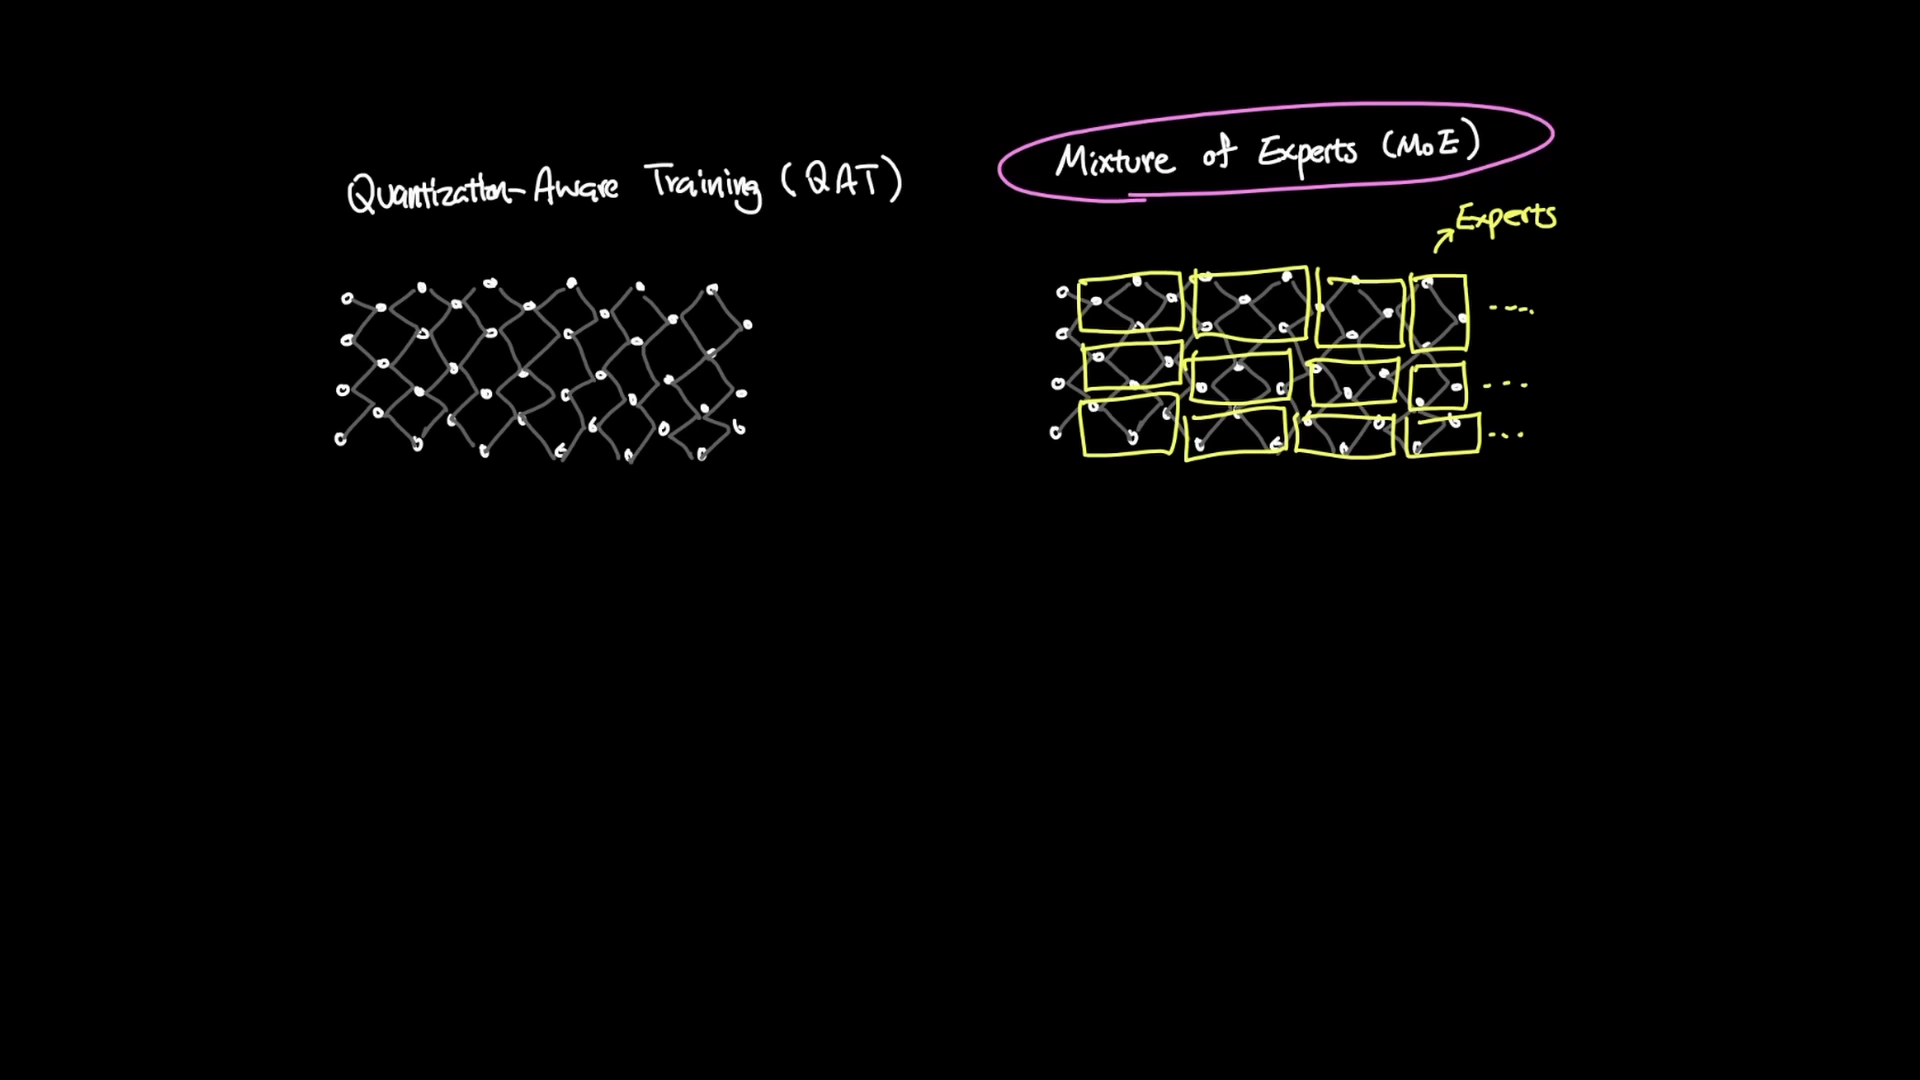 Quantization-Aware Training (QAT)
Mixture of Experts (MoE)
Experts